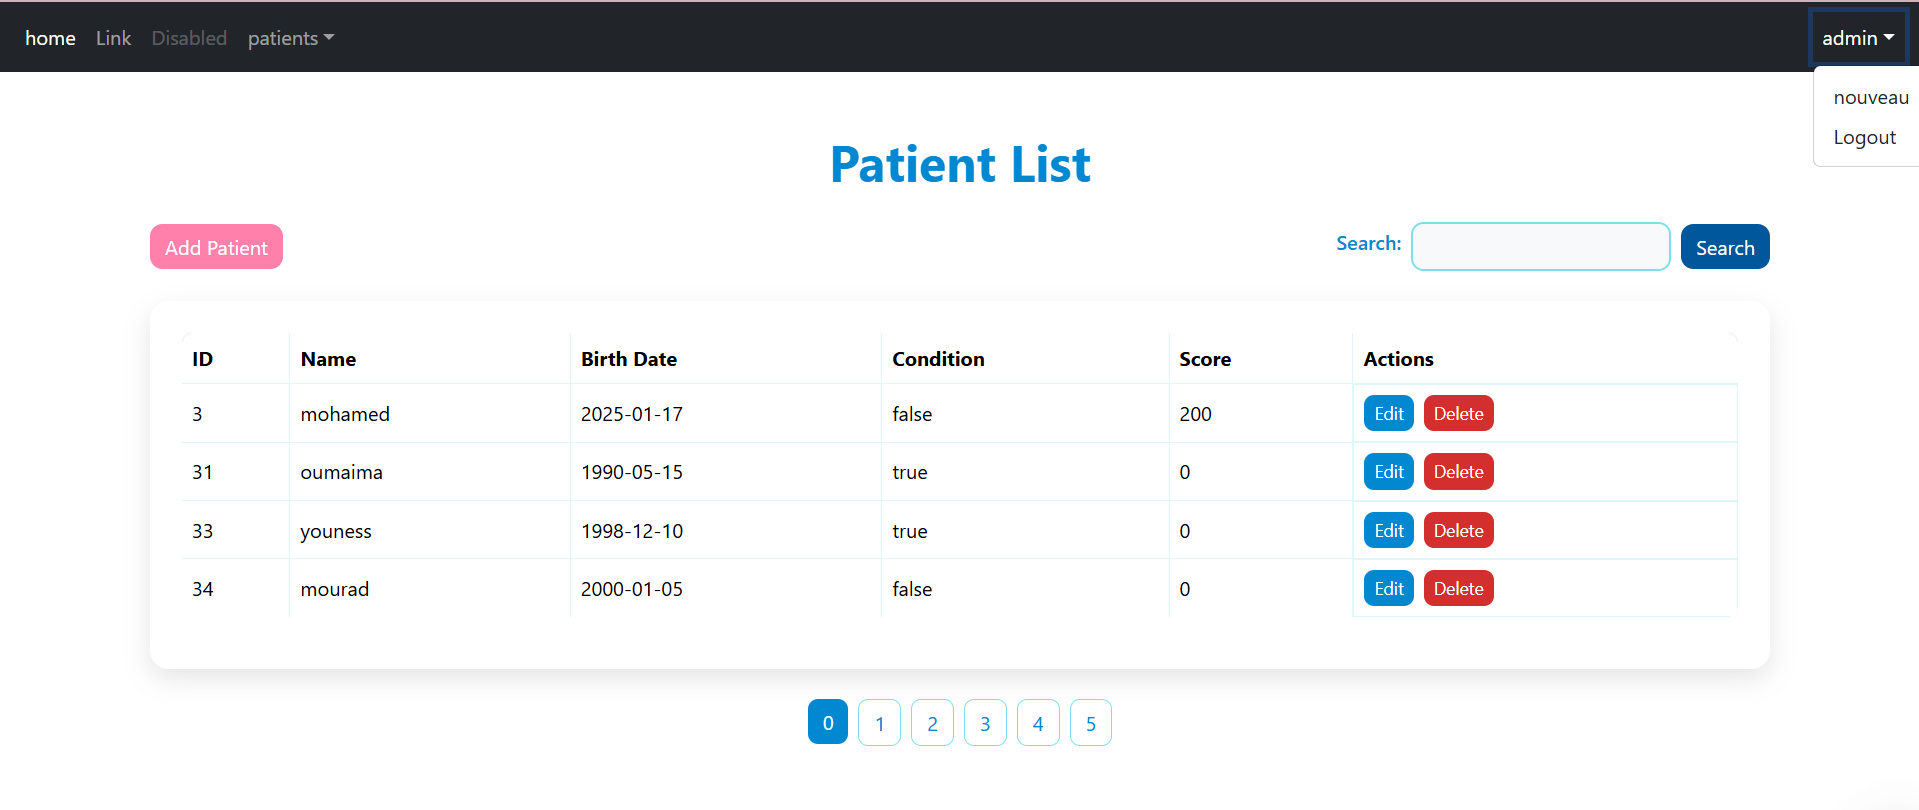 home Link Disabled patients admin
nouveau
Logout
Patient List
Add Patient Search: Search
ID Name Birth Date Condition Score Actions
3 mohamed 2025-01-17 false 200 Edit Delete
31 oumaima 1990-05-15 true 0 Edit Delete
33 youness 1998-12-10 true 0 Edit Delete
34 mourad 2000-01-05 false 0 Edit Delete
0 1 2 3 4 5